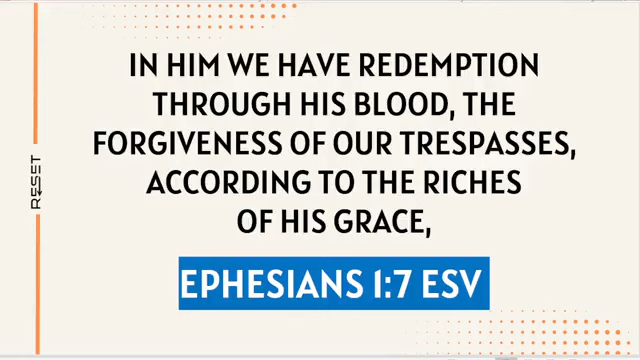 IN HIM WE HAVE REDEMPTION
THROUGH HIS BLOOD, THE
FORGIVENESS OF OUR TRESPASSES,
ACCORDING TO THE RICHES
OF HIS GRACE,
EPHESIANS 1:7 ESV
RESET